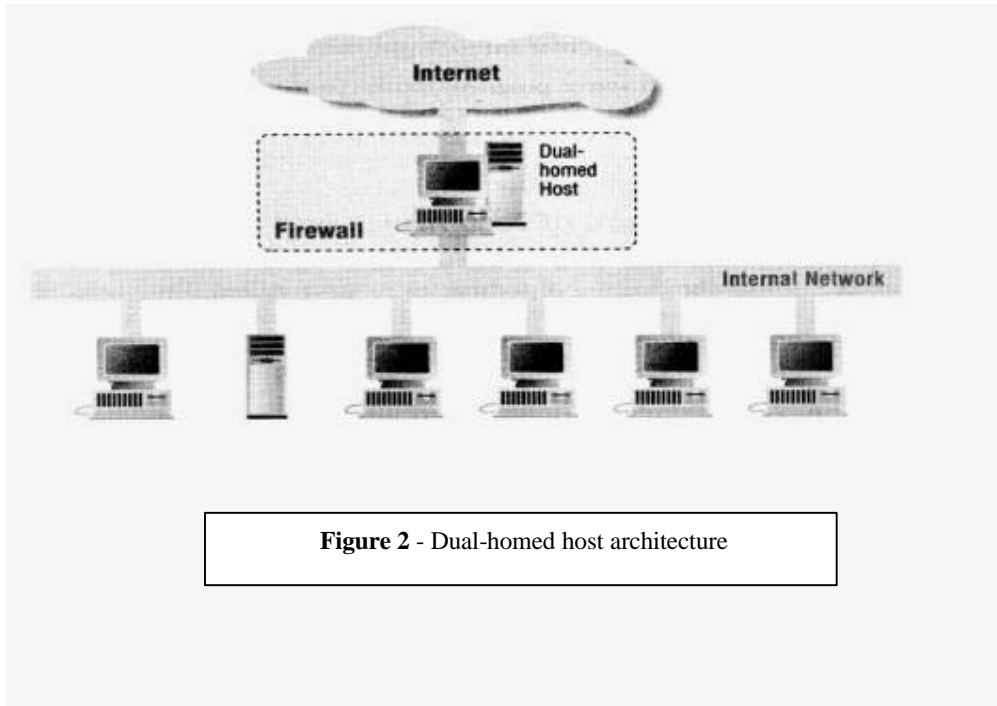 Internet
Dual-
homed
Host
Firewall
Internal Network
Figure 2 - Dual-homed host architecture